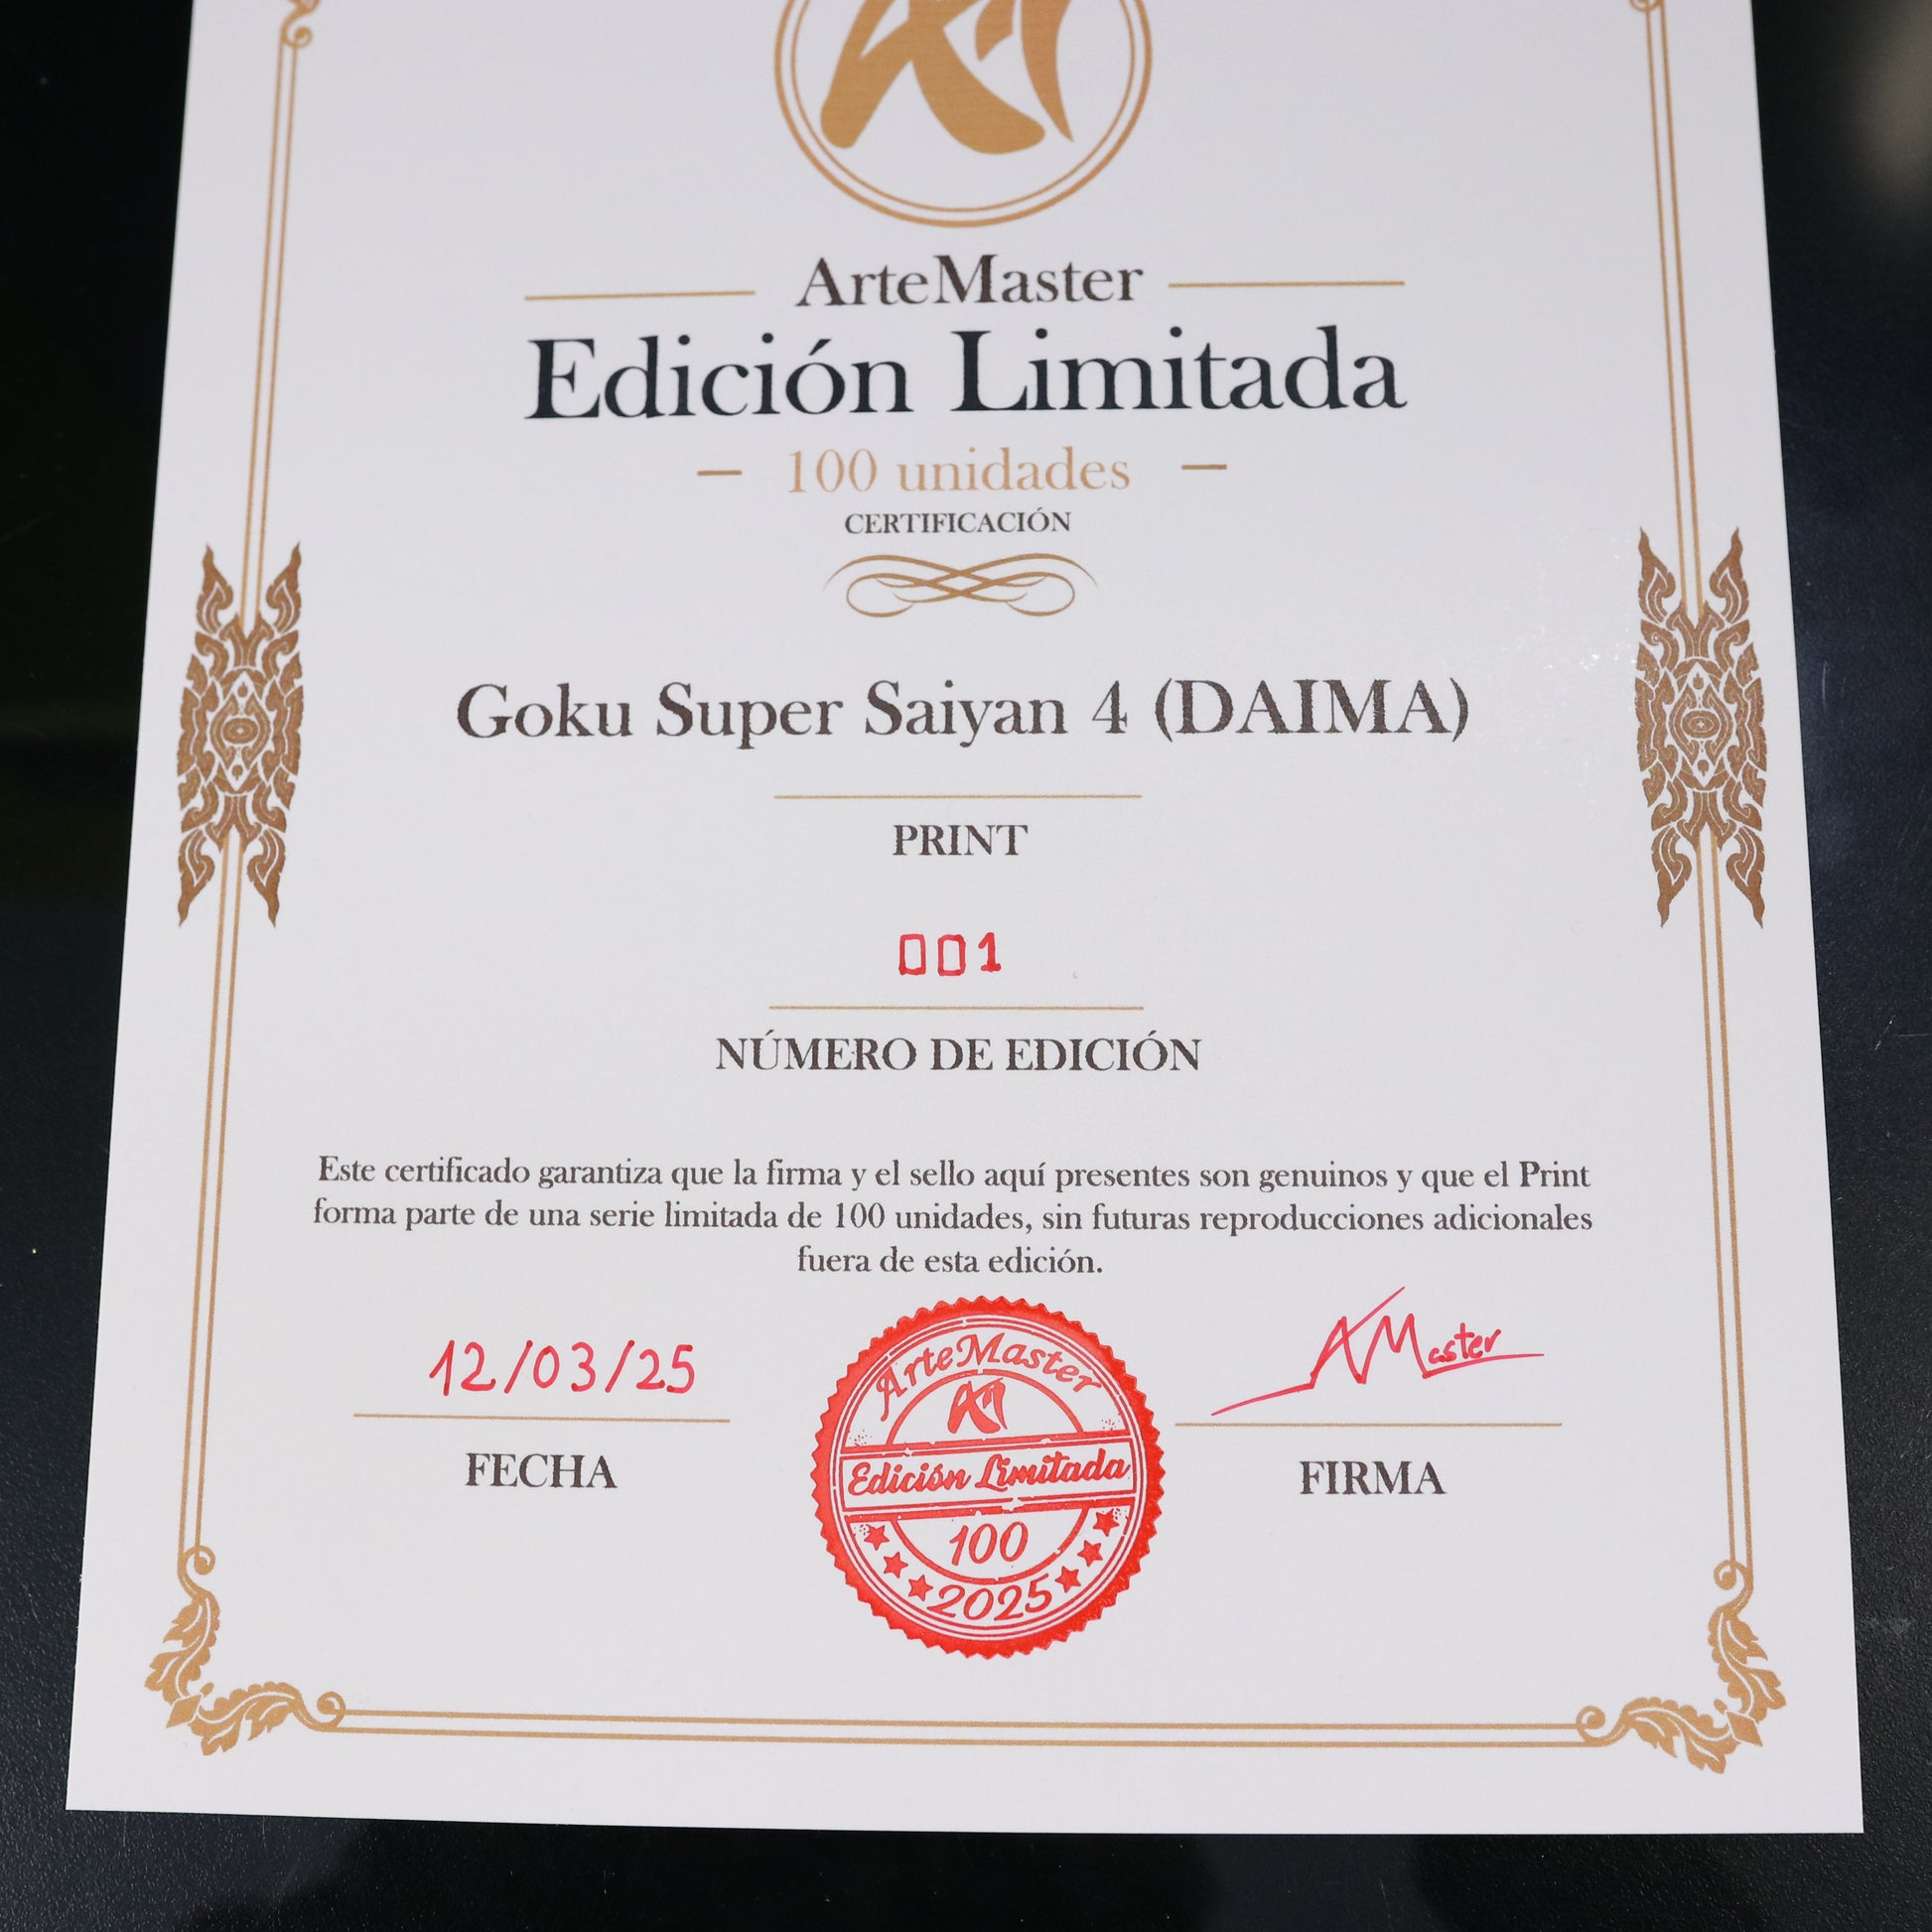 ArteMaster
Edición Limitada
— 100 unidades —
CERTIFICACIÓN
Goku Super Saiyan 4 (DAIMA)
PRINT
001
NÚMERO DE EDICIÓN
Este certificado garantiza que la firma y el sello aquí presentes son genuinos y que el Print
forma parte de una serie limitada de 100 unidades, sin futuras reproducciones adicionales
fuera de esta edición.
12/03/25
FECHA
ArteMaster
AM
Edición Limitada
100
2025
AMaster
FIRMA